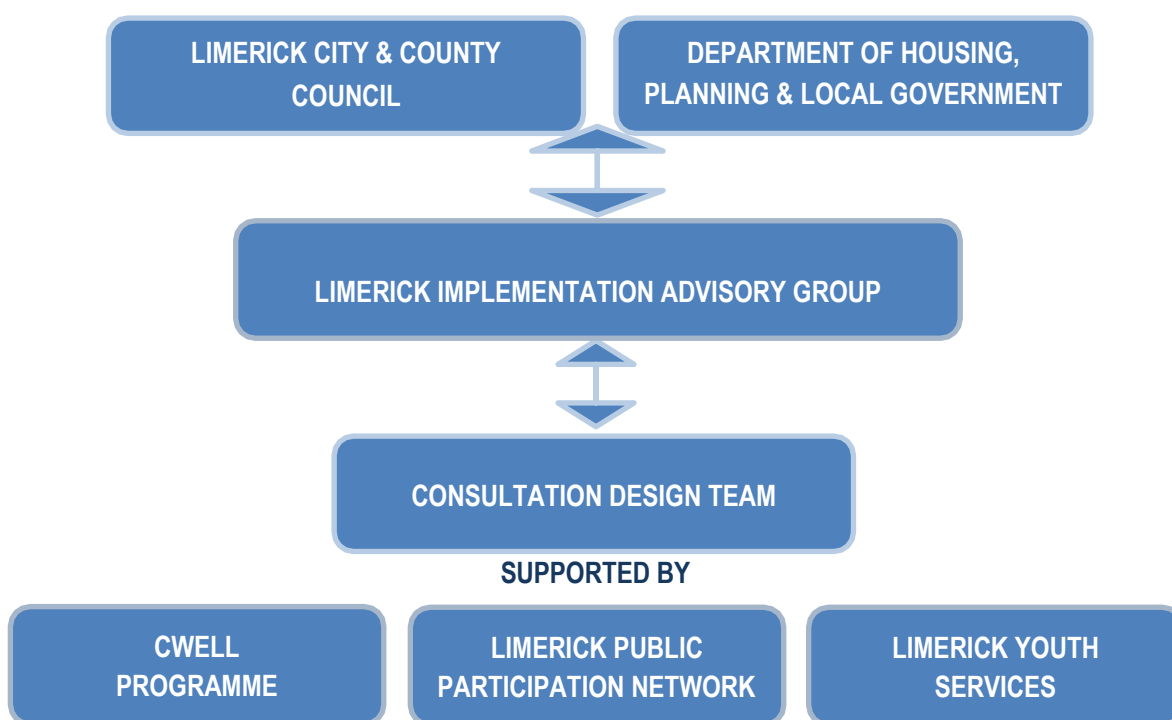 LIMERICK CITY & COUNTY
COUNCIL
DEPARTMENT OF HOUSING,
PLANNING & LOCAL GOVERNMENT
LIMERICK IMPLEMENTATION ADVISORY GROUP
CONSULTATION DESIGN TEAM
SUPPORTED BY
CWELL
PROGRAMME
LIMERICK PUBLIC
PARTICIPATION NETWORK
LIMERICK YOUTH
SERVICES